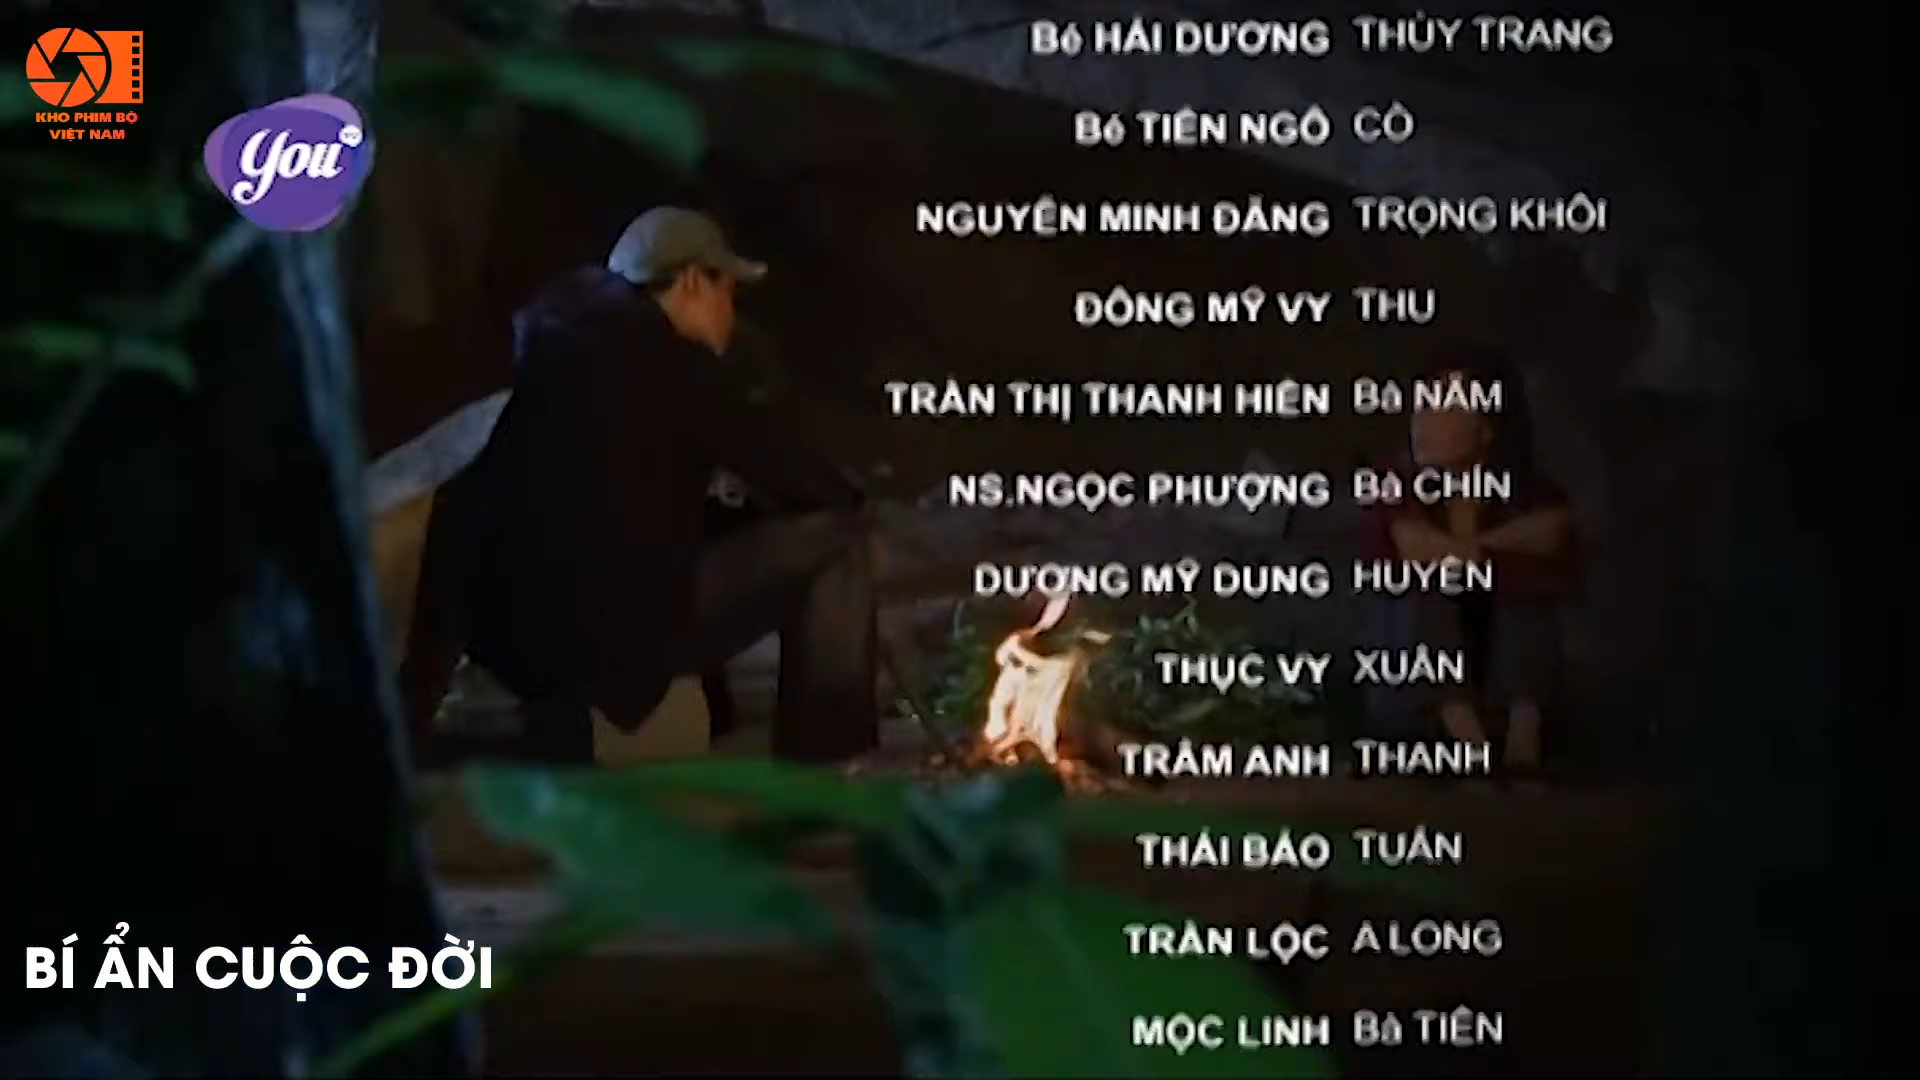 KHO PHIM BỘ
VIỆT NAM
You
TV
Bé HẢI DƯƠNG THÙY TRANG
Bé TIÊN NGÔ CÒ
NGUYỄN MINH ĐĂNG TRỌNG KHÔI
ĐÔNG MỸ VY THU
TRẦN THỊ THANH HIỀN Bà NĂM
NS.NGỌC PHƯỢNG Bà CHÍN
DƯƠNG MỸ DUNG HUYÊN
THỤC VY XUÂN
TRÂM ANH THANH
THÁI BẢO TUẤN
TRẦN LỘC A LONG
MỘC LINH Bà TIÊN
BÍ ẨN CUỘC ĐỜI